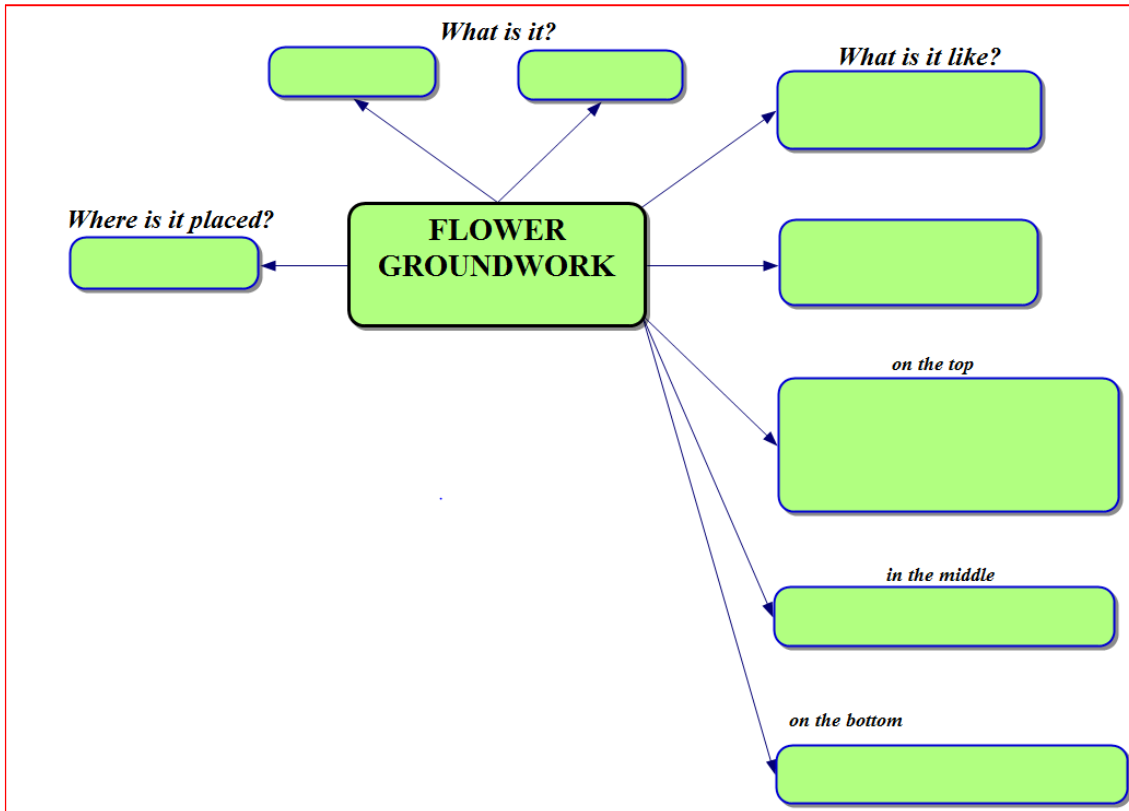 What is it?
What is it like?
Where is it placed?
FLOWER
GROUNDWORK
on the top
in the middle
on the bottom